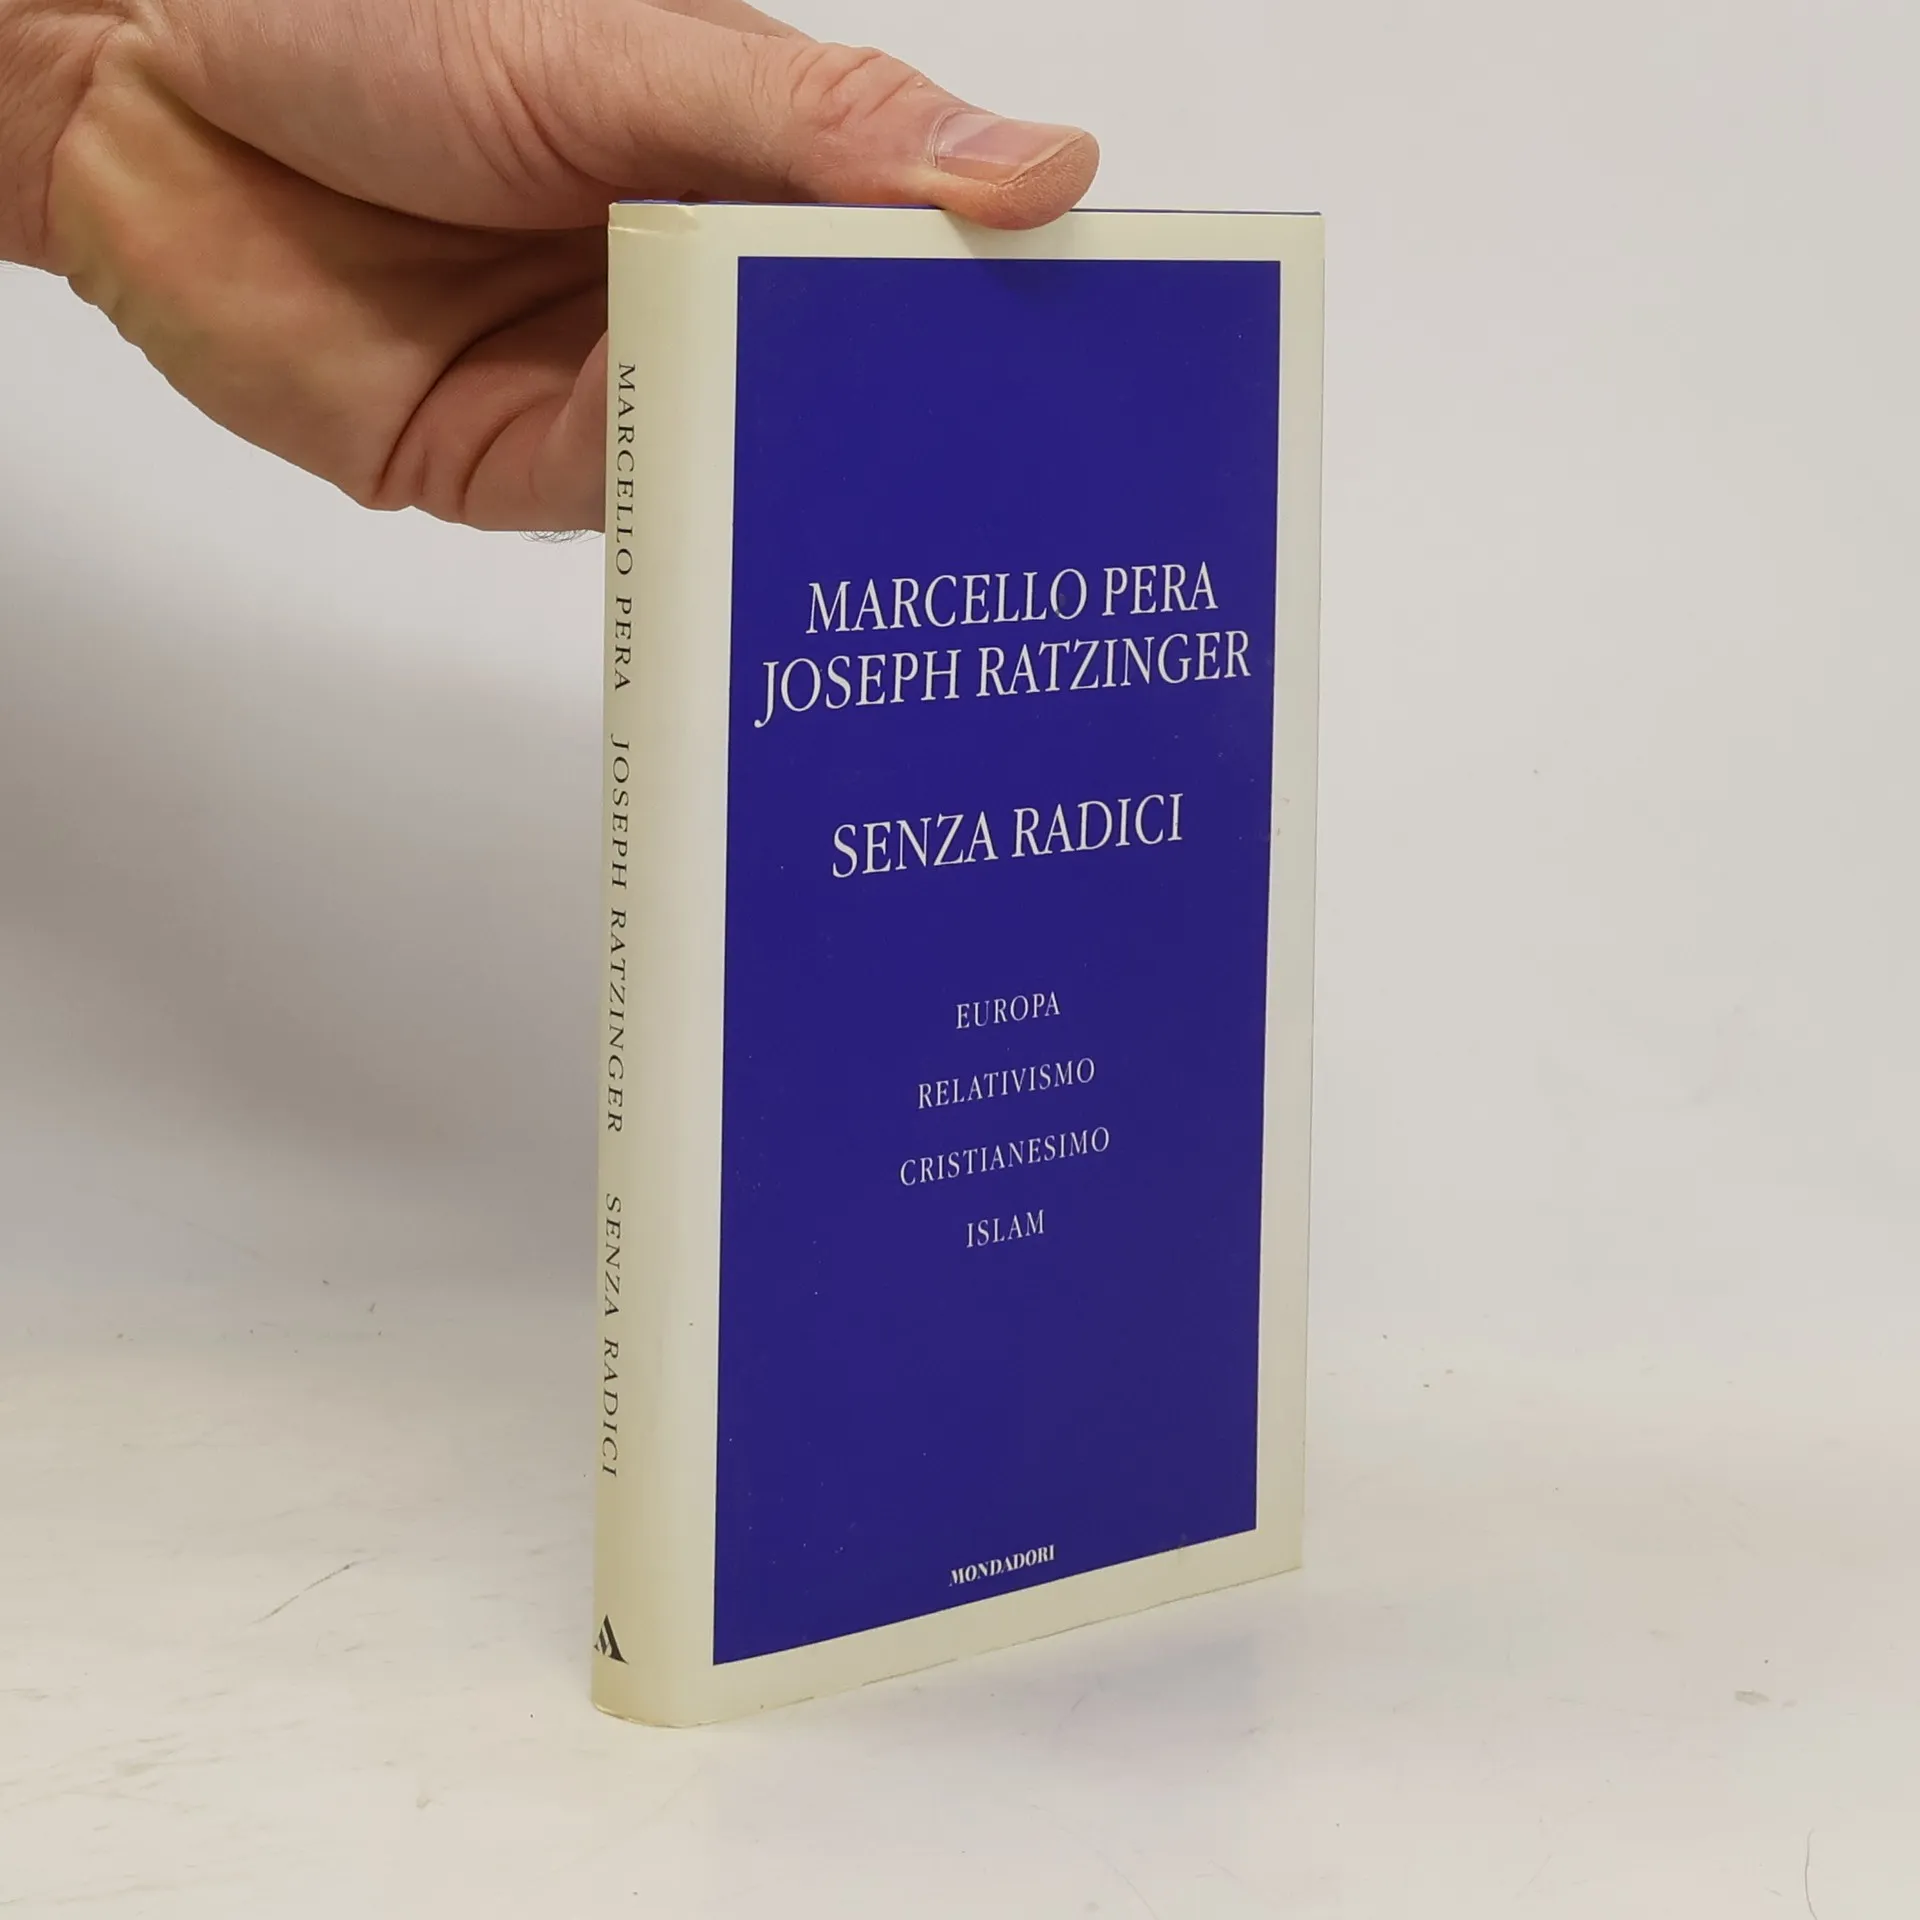 MARCELLO PERA JOSEPH RATZINGER SENZA RADICI
MARCELLO PERA
JOSEPH RATZINGER
SENZA RADICI
EUROPA
RELATIVISMO
CRISTIANESIMO
ISLAM
MONDADORI